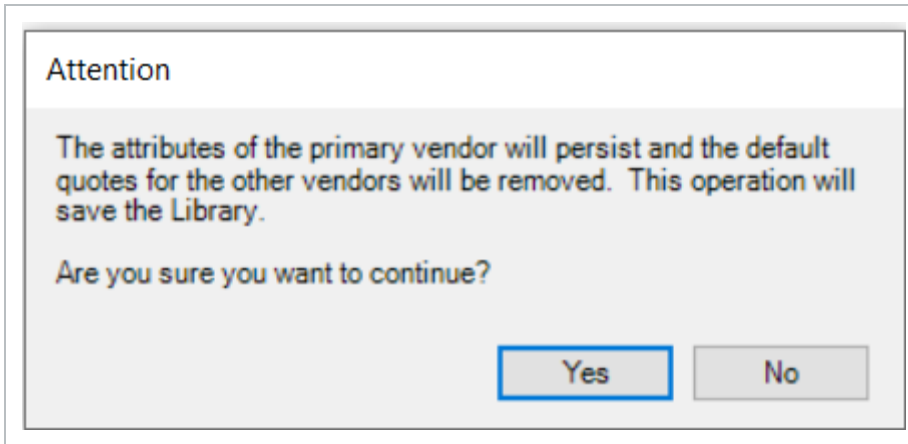 Attention
The attributes of the primary vendor will persist and the default
quotes for the other vendors will be removed.  This operation will
save the Library.
Are you sure you want to continue?
Yes
No